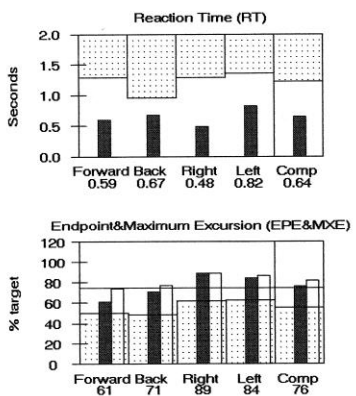 Reaction Time (RT)
2.0
1.5
1.0
0.5
0.0
Seconds
Forward Back Right Left Comp
0.59 0.67 0.48 0.82 0.64
Endpoint&Maximum Excursion (EPE&MXE)
120
100
80
60
40
20
0
% target
Forward Back Right Left Comp
61 71 89 84 76